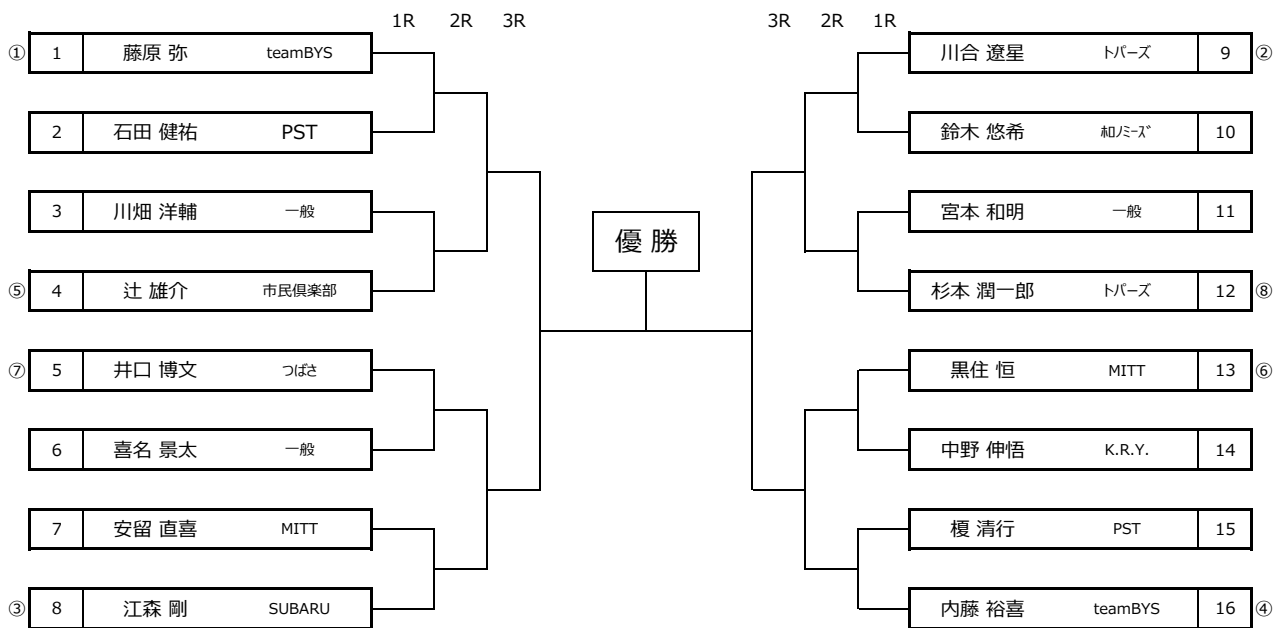 1R 2R 3R 3R 2R 1R
① 1 藤原 弥 teamBYS 川合 遼星 トパーズ 9 ②
2 石田 健祐 PST 鈴木 悠希 9 10
3 川畑 洋輔 一般 宮本 和明 一般 11
優 勝
⑤ 4 辻 雄介 市民倶楽部 杉本 潤一郎 トパーズ 12 ⑧
⑦ 5 井口 博文 つばさ 黒住 恒 MITT 13 ⑥
6 喜名 景太 一般 中野 伸悟 K.R.Y. 14
7 安留 直喜 MITT 榎 清行 PST 15
③ 8 江森 剛 SUBARU 内藤 裕喜 teamBYS 16 ④